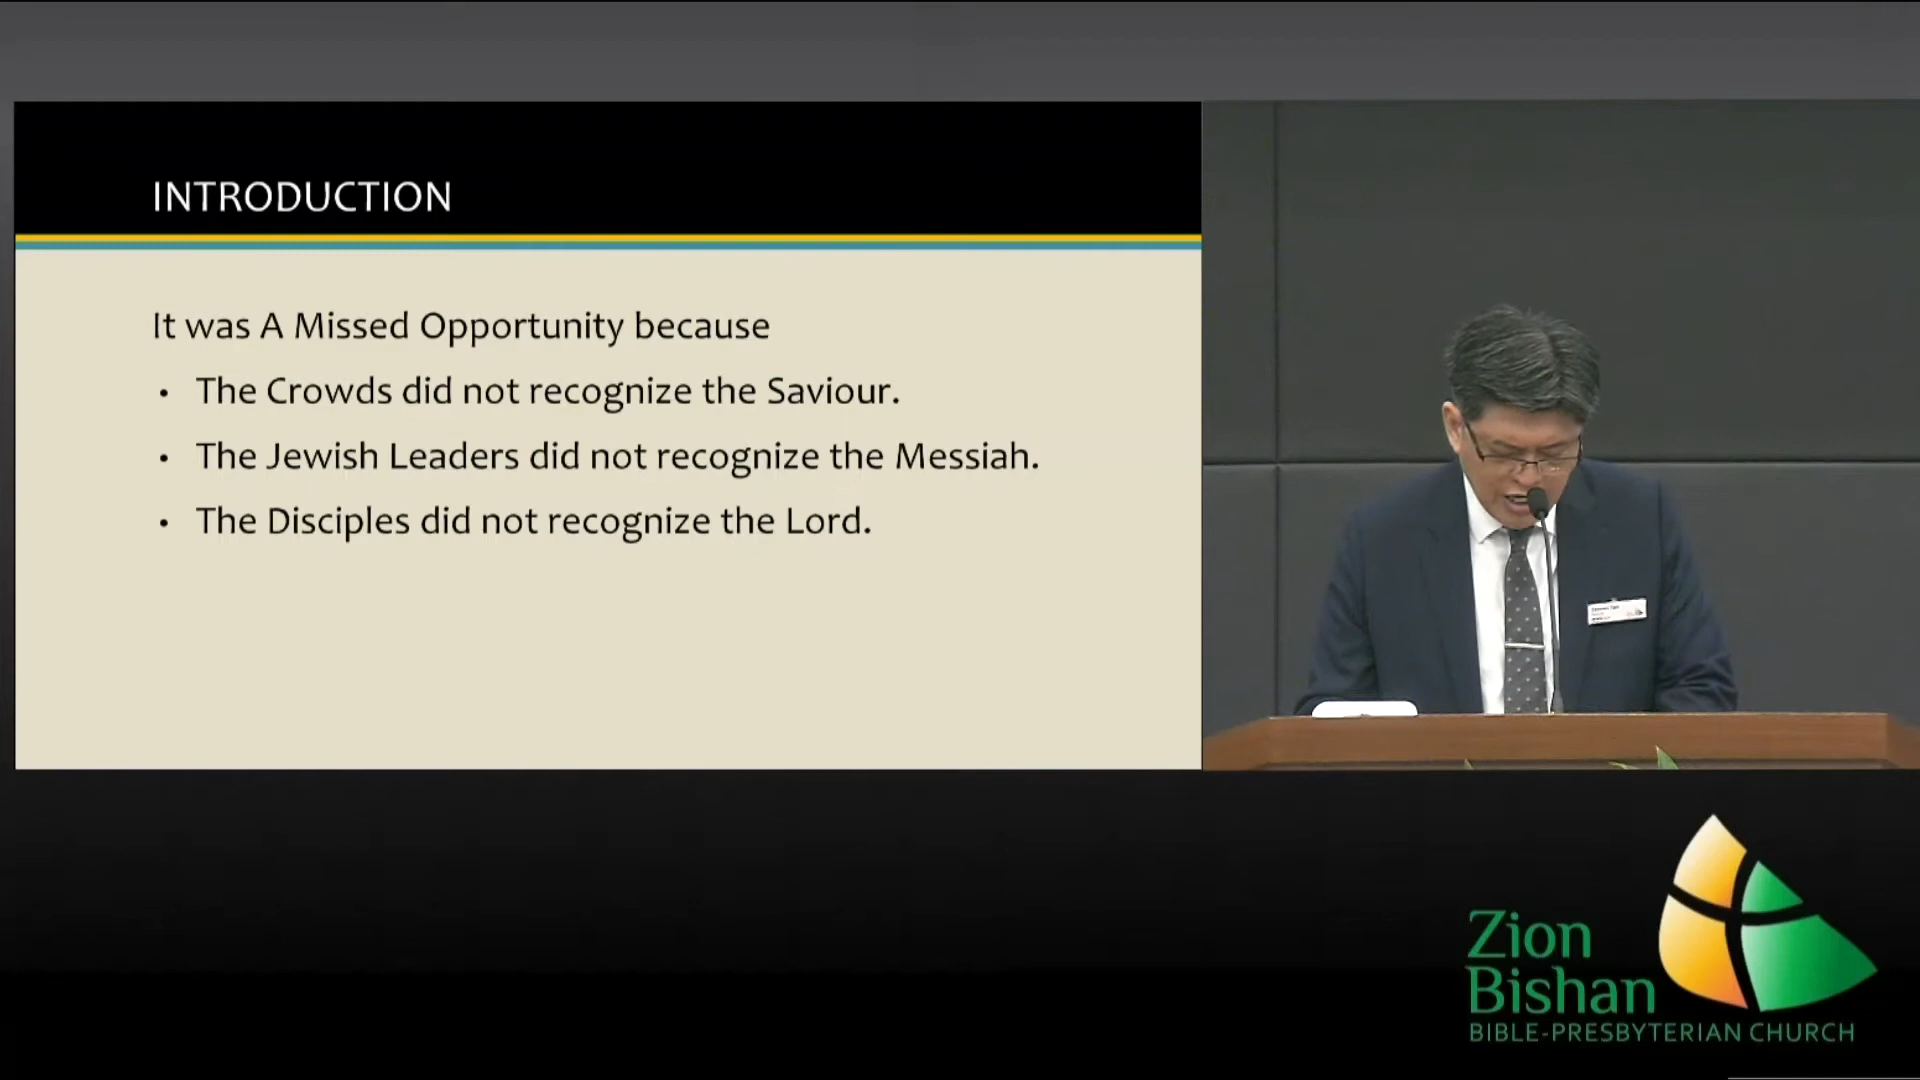 INTRODUCTION
It was A Missed Opportunity because
• The Crowds did not recognize the Saviour.
• The Jewish Leaders did not recognize the Messiah.
• The Disciples did not recognize the Lord.
Zion
Bishan
BIBLE-PRESBYTERIAN CHURCH